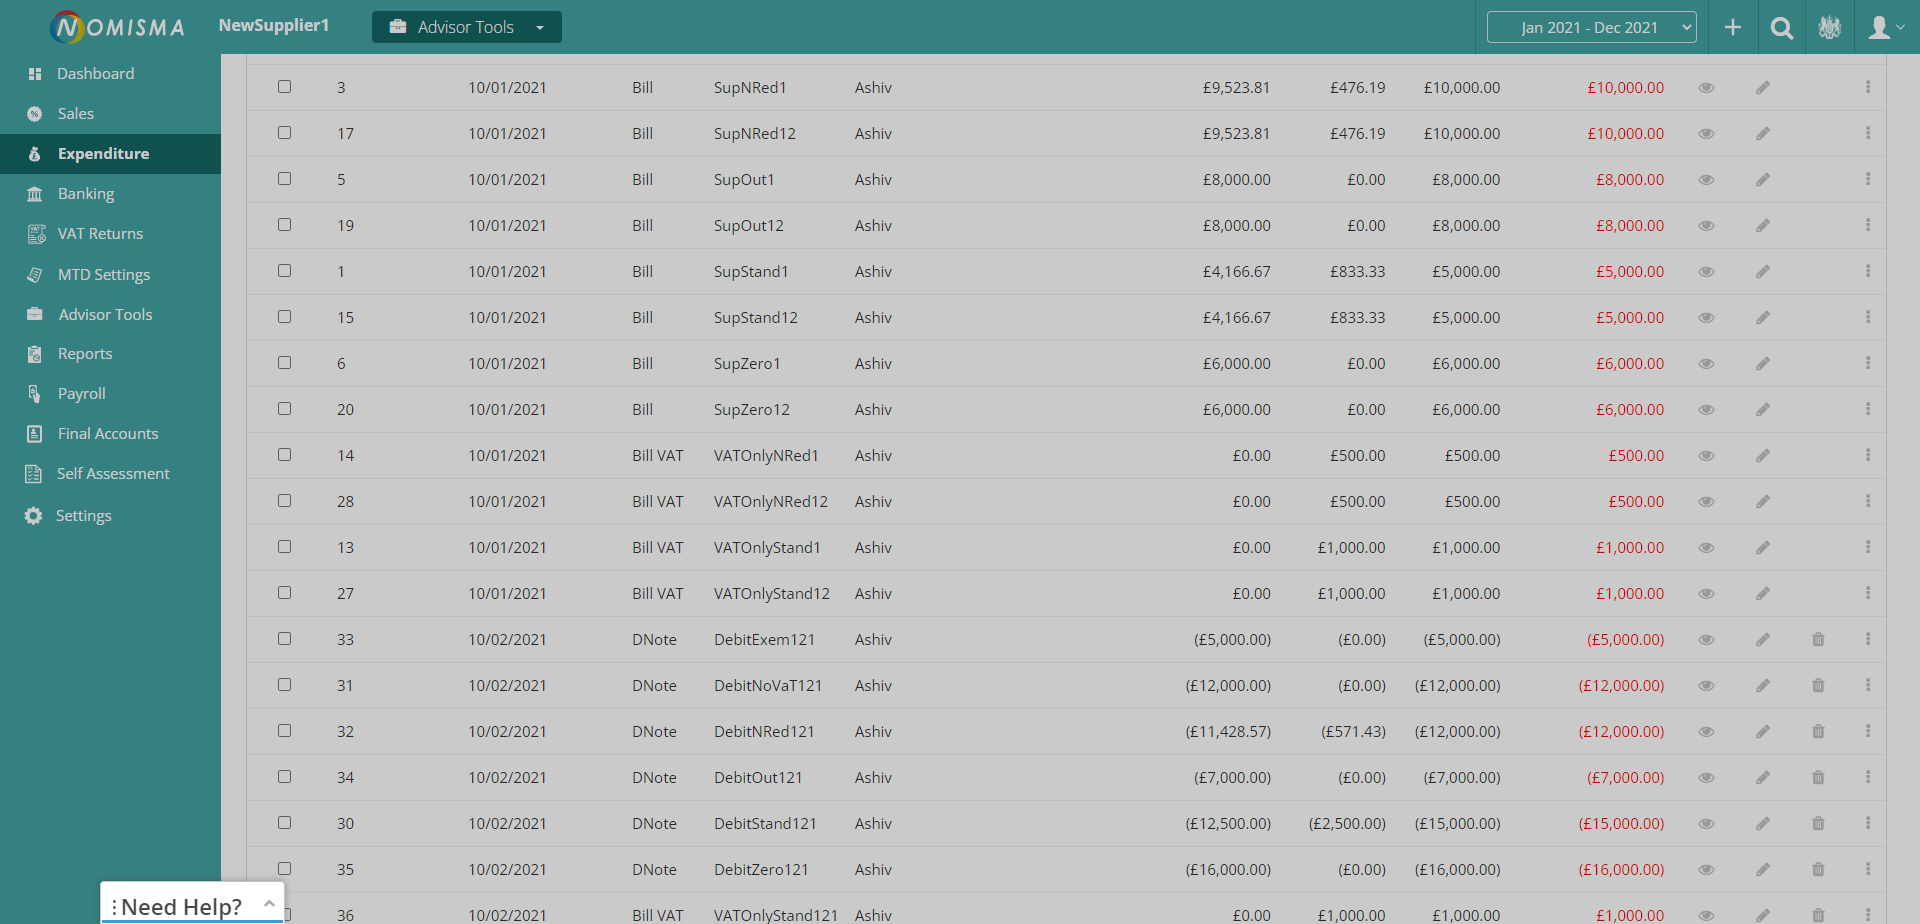 NOMISMA NewSupplier1 Advisor Tools Jan 2021 - Dec 2021
Dashboard
Sales
Expenditure
Banking
VAT Returns
MTD Settings
Advisor Tools
Reports
Payroll
Final Accounts
Self Assessment
Settings
3 10/01/2021 Bill SupNRed1 Ashiv £9,523.81 £476.19 £10,000.00 £10,000.00
17 10/01/2021 Bill SupNRed12 Ashiv £9,523.81 £476.19 £10,000.00 £10,000.00
5 10/01/2021 Bill SupOut1 Ashiv £8,000.00 £0.00 £8,000.00 £8,000.00
19 10/01/2021 Bill SupOut12 Ashiv £8,000.00 £0.00 £8,000.00 £8,000.00
1 10/01/2021 Bill SupStand1 Ashiv £4,166.67 £833.33 £5,000.00 £5,000.00
15 10/01/2021 Bill SupStand12 Ashiv £4,166.67 £833.33 £5,000.00 £5,000.00
6 10/01/2021 Bill SupZero1 Ashiv £6,000.00 £0.00 £6,000.00 £6,000.00
20 10/01/2021 Bill SupZero12 Ashiv £6,000.00 £0.00 £6,000.00 £6,000.00
14 10/01/2021 Bill VAT VATOnlyNRed1 Ashiv £0.00 £500.00 £500.00 £500.00
28 10/01/2021 Bill VAT VATOnlyNRed12 Ashiv £0.00 £500.00 £500.00 £500.00
13 10/01/2021 Bill VAT VATOnlyStand1 Ashiv £0.00 £1,000.00 £1,000.00 £1,000.00
27 10/01/2021 Bill VAT VATOnlyStand12 Ashiv £0.00 £1,000.00 £1,000.00 £1,000.00
33 10/02/2021 DNote DebitExem121 Ashiv (£5,000.00) (£0.00) (£5,000.00) (£5,000.00)
31 10/02/2021 DNote DebitNoVaT121 Ashiv (£12,000.00) (£0.00) (£12,000.00) (£12,000.00)
32 10/02/2021 DNote DebitNRed121 Ashiv (£11,428.57) (£571.43) (£12,000.00) (£12,000.00)
34 10/02/2021 DNote DebitOut121 Ashiv (£7,000.00) (£0.00) (£7,000.00) (£7,000.00)
30 10/02/2021 DNote DebitStand121 Ashiv (£12,500.00) (£2,500.00) (£15,000.00) (£15,000.00)
35 10/02/2021 DNote DebitZero121 Ashiv (£16,000.00) (£0.00) (£16,000.00) (£16,000.00)
36 10/02/2021 Bill VAT VATOnlyStand121 Ashiv £0.00 £1,000.00 £1,000.00 £1,000.00
Need Help?